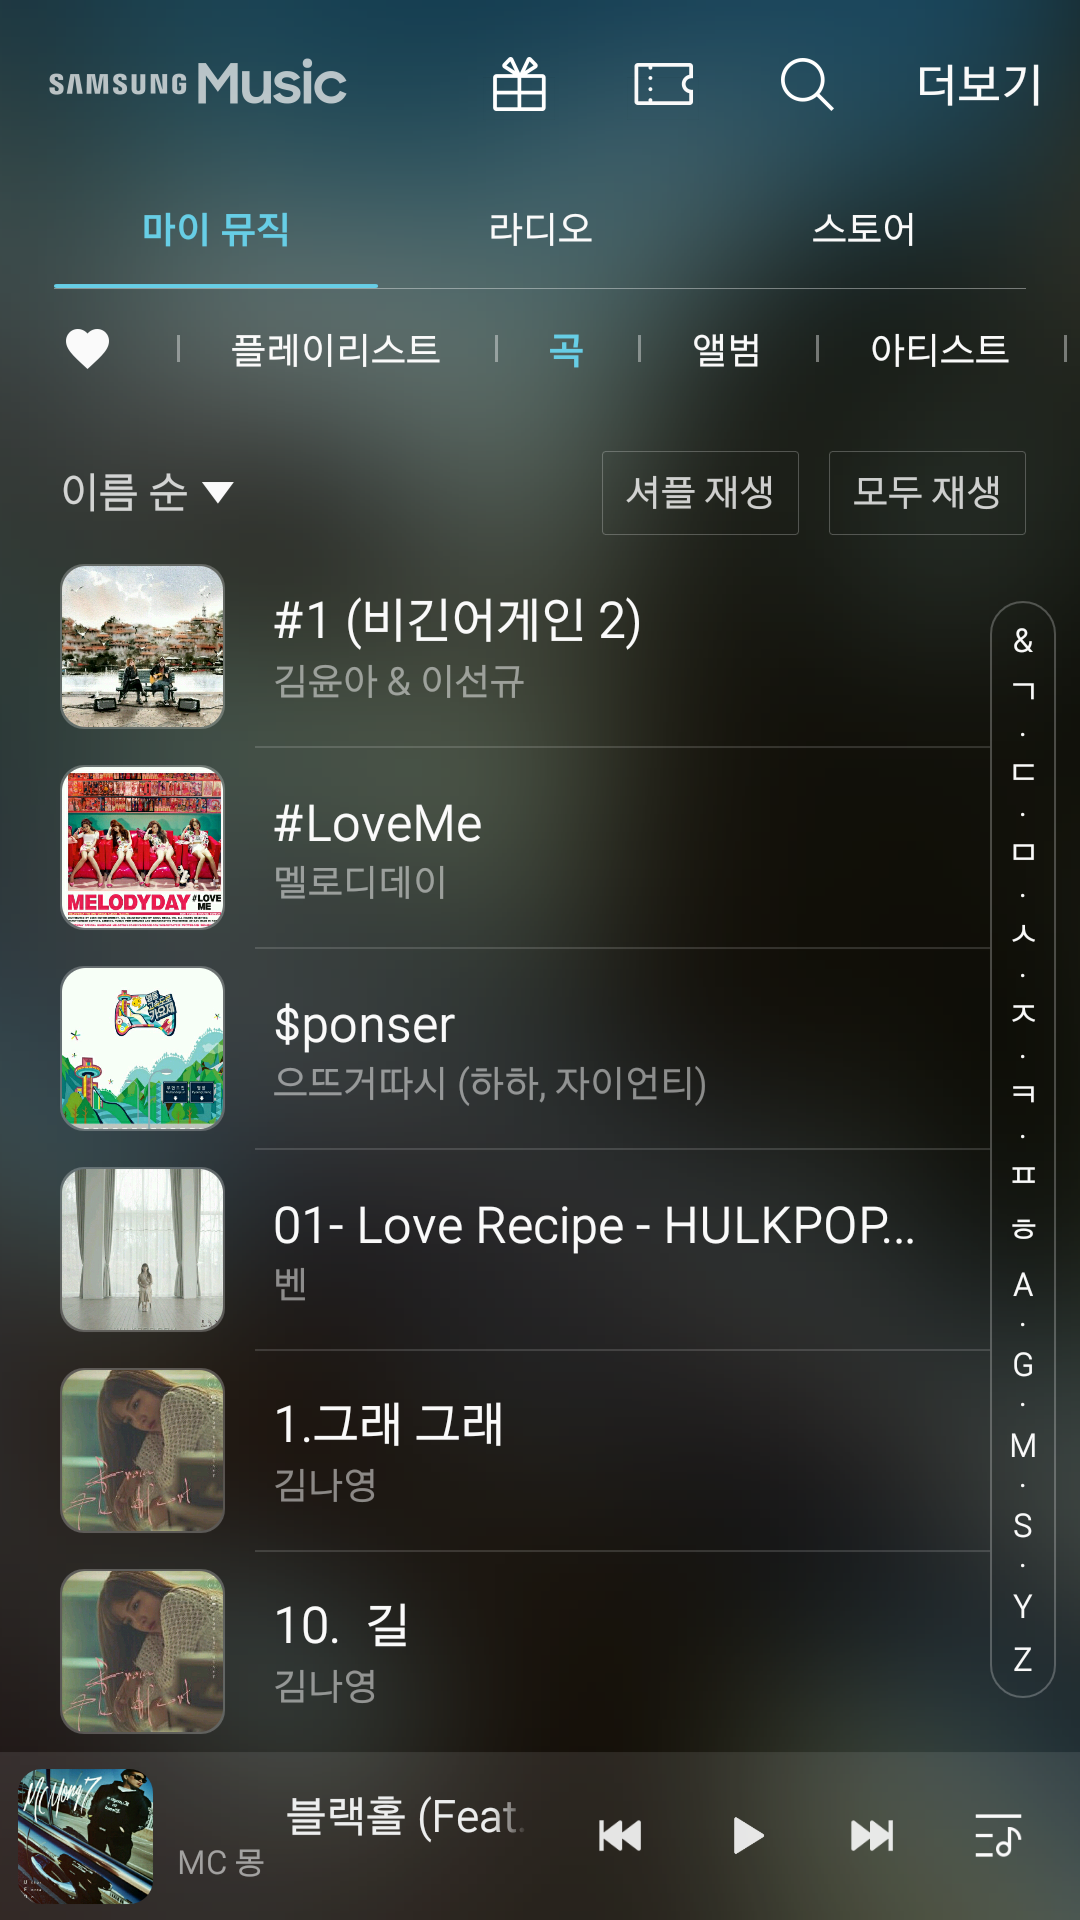 SAMSUNG Music
더보기
마이 뮤직
라디오
스토어
플레이리스트
곡
앨범
아티스트
이름 순
셔플 재생
모두 재생
#1 (비긴어게인 2)
김윤아 & 이선규
#LoveMe
멜로디데이
MELODYDAY #LOVE ME
$ponser
으뜨거따시 (하하, 자이언티)
01- Love Recipe - HULKPOP...
벤
1.그래 그래
김나영
10. 길
김나영
&
ㄱ
·
ㄷ
·
ㅁ
·
ㅅ
·
ㅈ
·
ㅋ
·
ㅍ
ㅎ
A
·
G
·
M
·
S
·
Y
Z
블랙홀 (Feat.
MC 몽